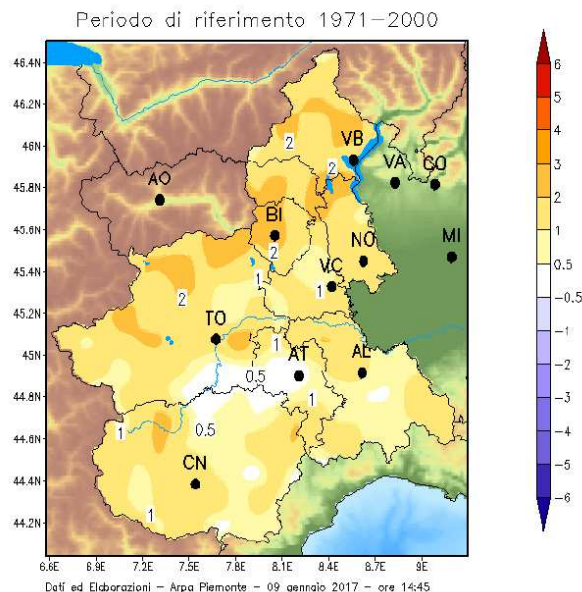 Periodo di riferimento 1971−2000
46.4N
46.2N
46N
45.8N
45.6N
45.4N
45.2N
45N
44.8N
44.6N
44.4N
44.2N
2
VB
VA
CO
AO
2
BI
NO
MI
2
1
VC
1
2
TO
1
AT
AL
0.5
1
1
0.5
CN
1
6.6E 6.9E 7.2E 7.5E 7.8E 8.1E 8.4E 8.7E 9E
6
5
4
3
2
1
0.5
−0.5
−1
−2
−3
−4
−5
−6
Dati ed Elaborazioni − Arpa Piemonte − 09 gennaio 2017 − ore 14:45